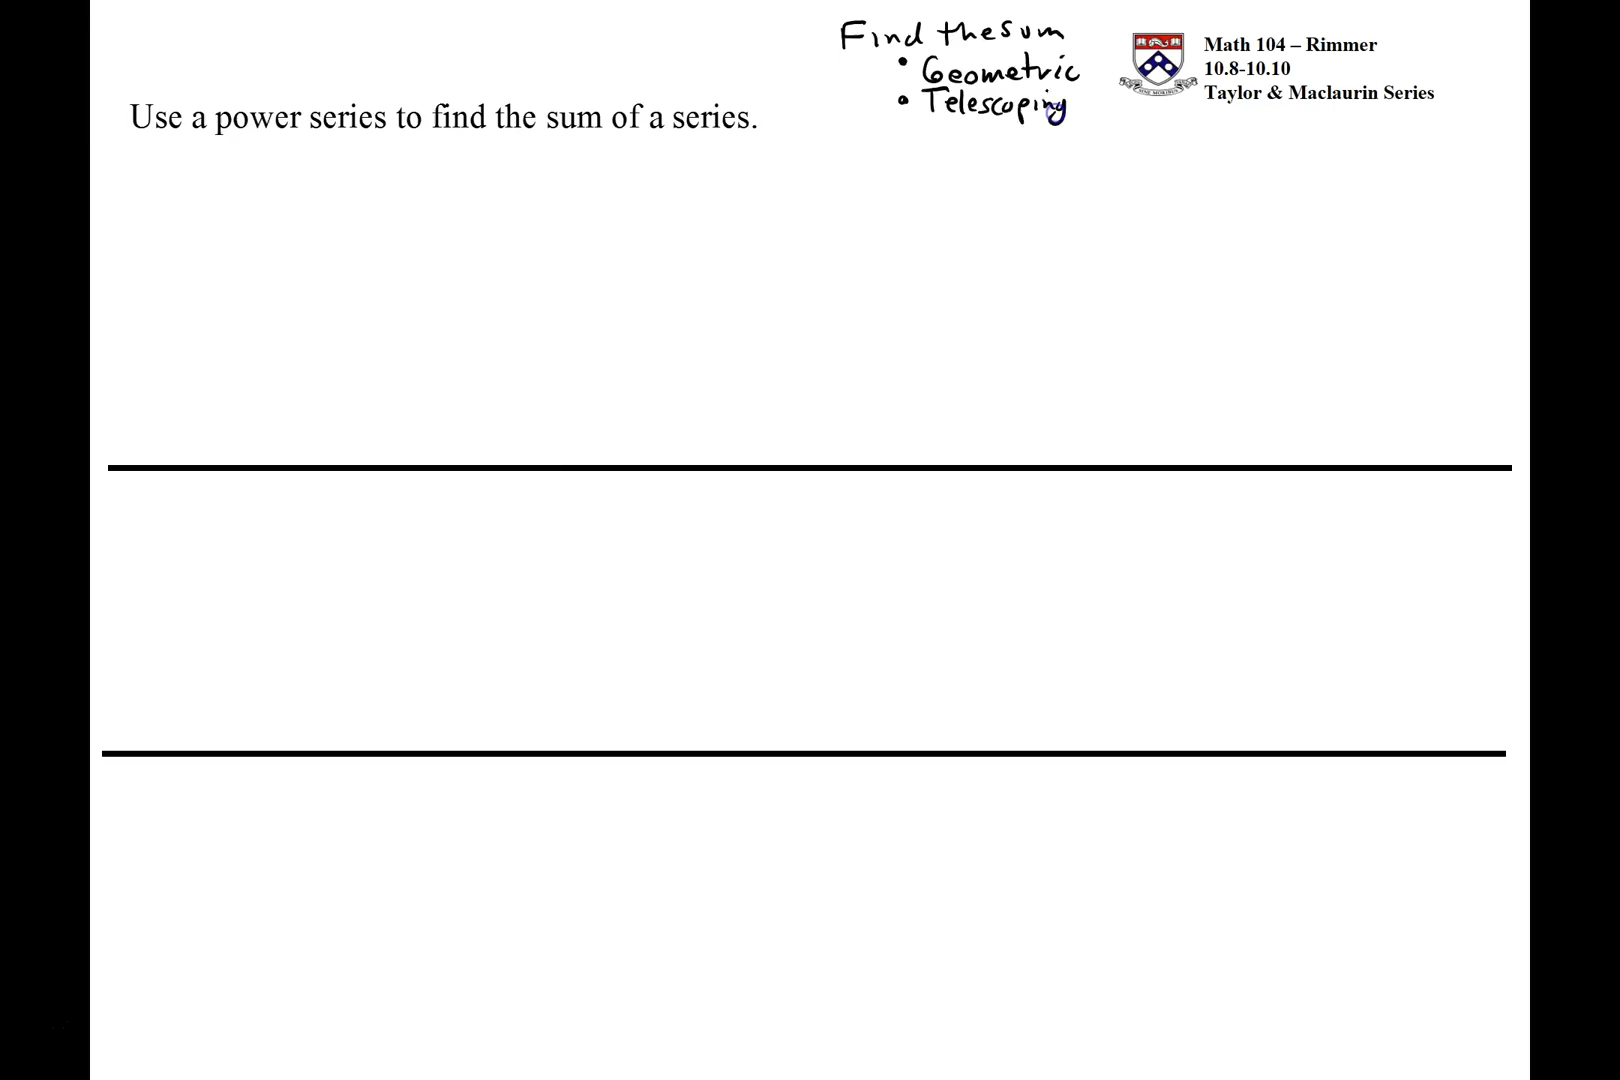 Find the sum
• Geometric
• Telescoping
Math 104 – Rimmer
10.8-10.10
Taylor & Maclaurin Series
Use a power series to find the sum of a series.